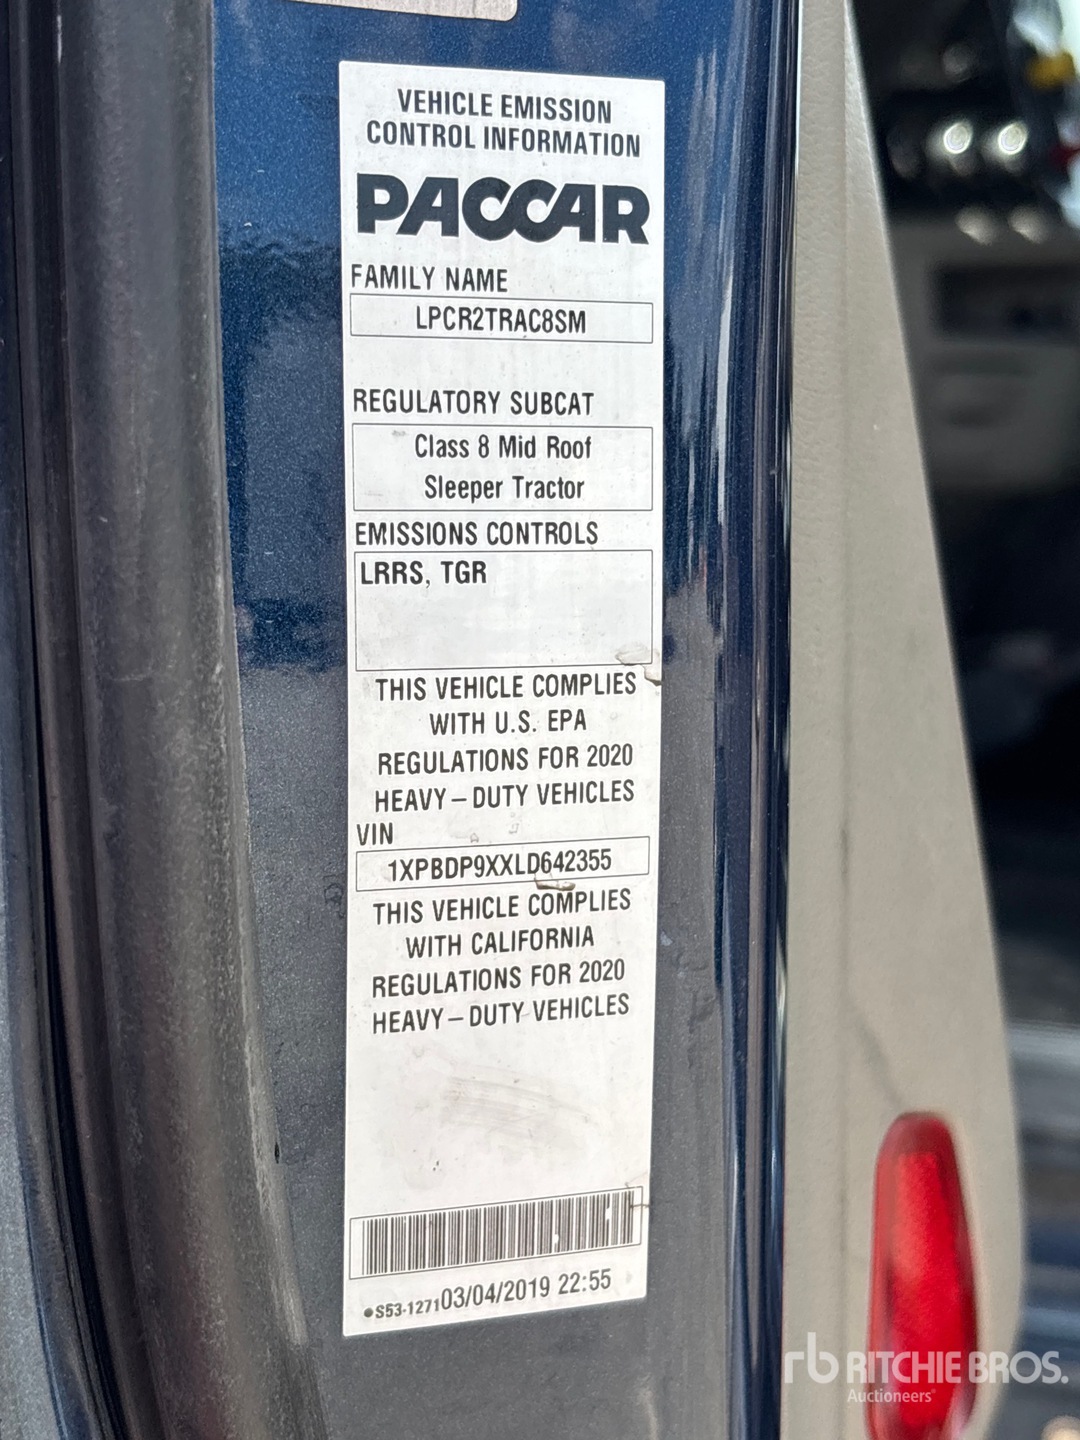 VEHICLE EMISSION
CONTROL INFORMATION
PACCAR
FAMILY NAME
LPCR2TRAC8SM
REGULATORY SUBCAT
Class 8 Mid Roof
Sleeper Tractor
EMISSIONS CONTROLS
LRRS, TGR
THIS VEHICLE COMPLIES
WITH U.S. EPA
REGULATIONS FOR 2020
HEAVY – DUTY VEHICLES
VIN
1XPBDP9XXLD642355
THIS VEHICLE COMPLIES
WITH CALIFORNIA
REGULATIONS FOR 2020
HEAVY – DUTY VEHICLES
•S53-1271 03/04/2019 22:55
rb RITCHIE BROS.
Auctioneers